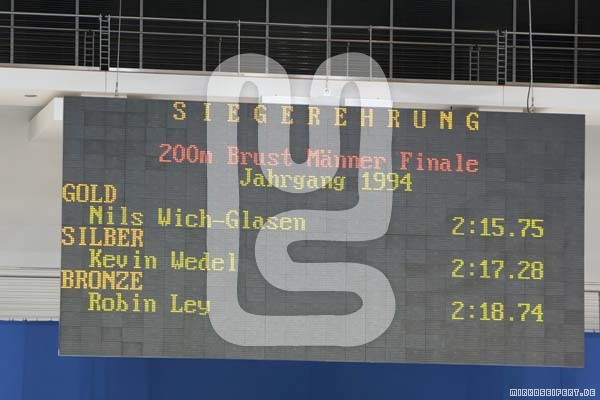 SIEGEREHRUNG
200m Brust Männer Finale
Jahrgang 1994
GOLD
Nils Wich-Glasen 2:15.75
SILBER
Kevin Wedel 2:17.28
BRONZE
Robin Ley 2:18.74
MIRKOSEIFERT.DE